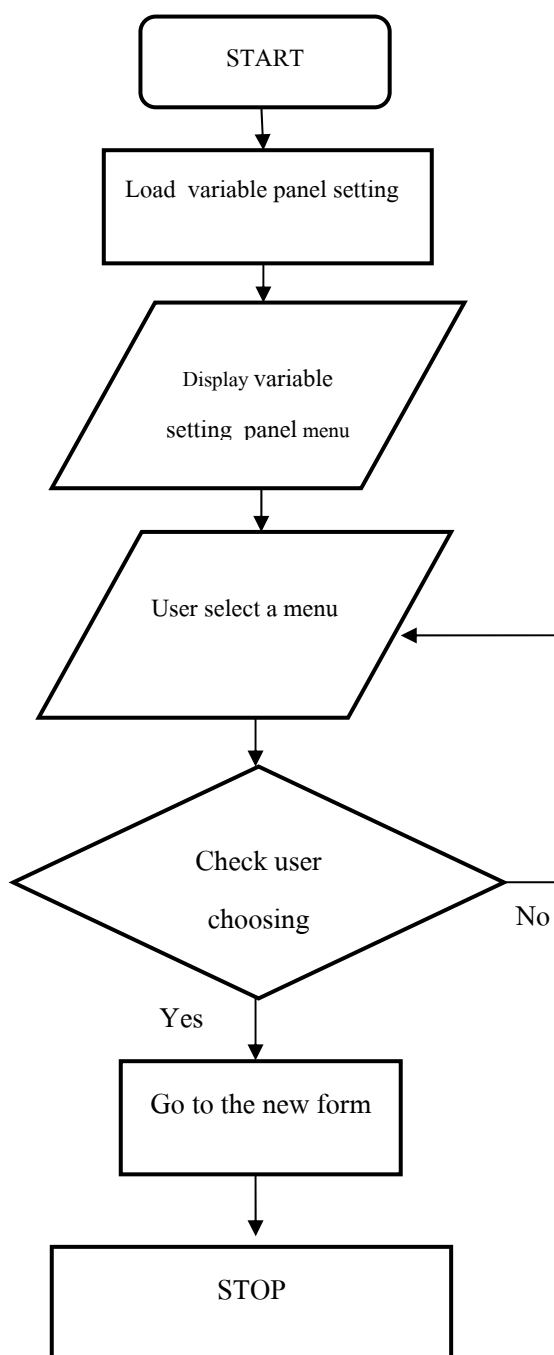 START
Load variable panel setting
Display variable
setting panel menu
User select a menu
Check user
choosing
No
Yes
Go to the new form
STOP